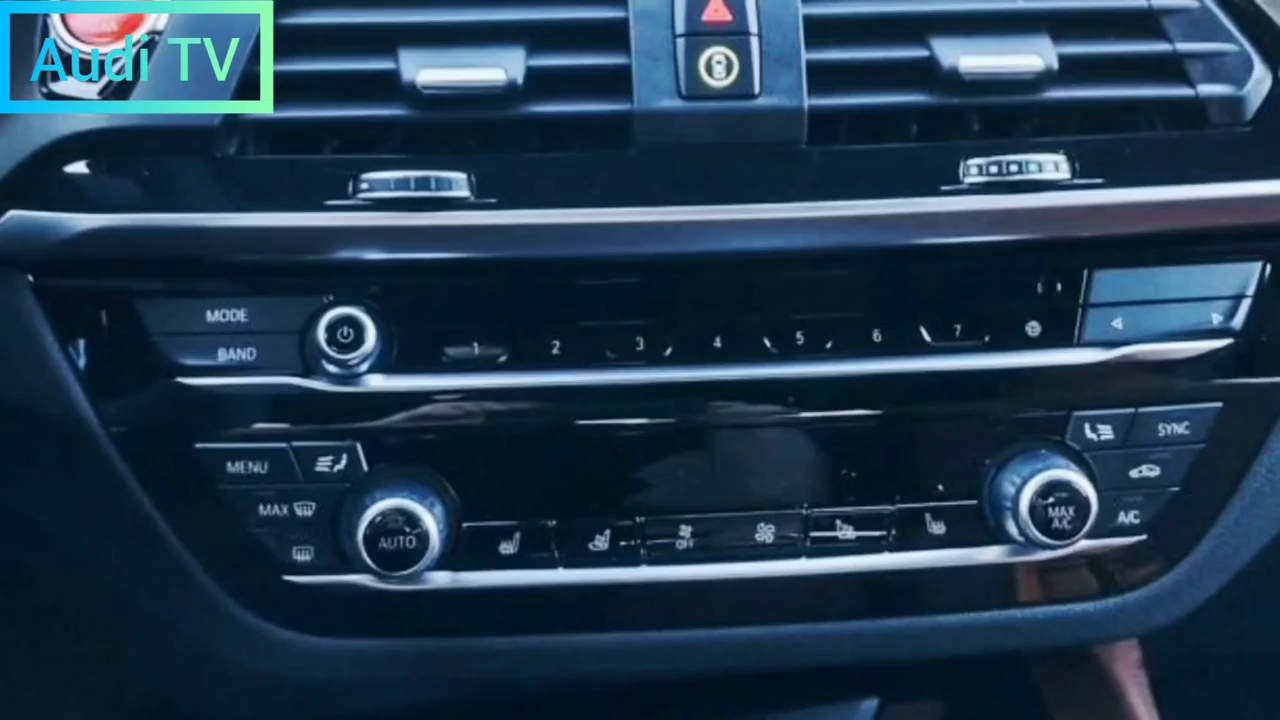 Audi TV
MODE
BAND
1 2 3 4 5 6 7
MENU
SYNC
MAX
AUTO
OFF
MAX
A/C
A/C